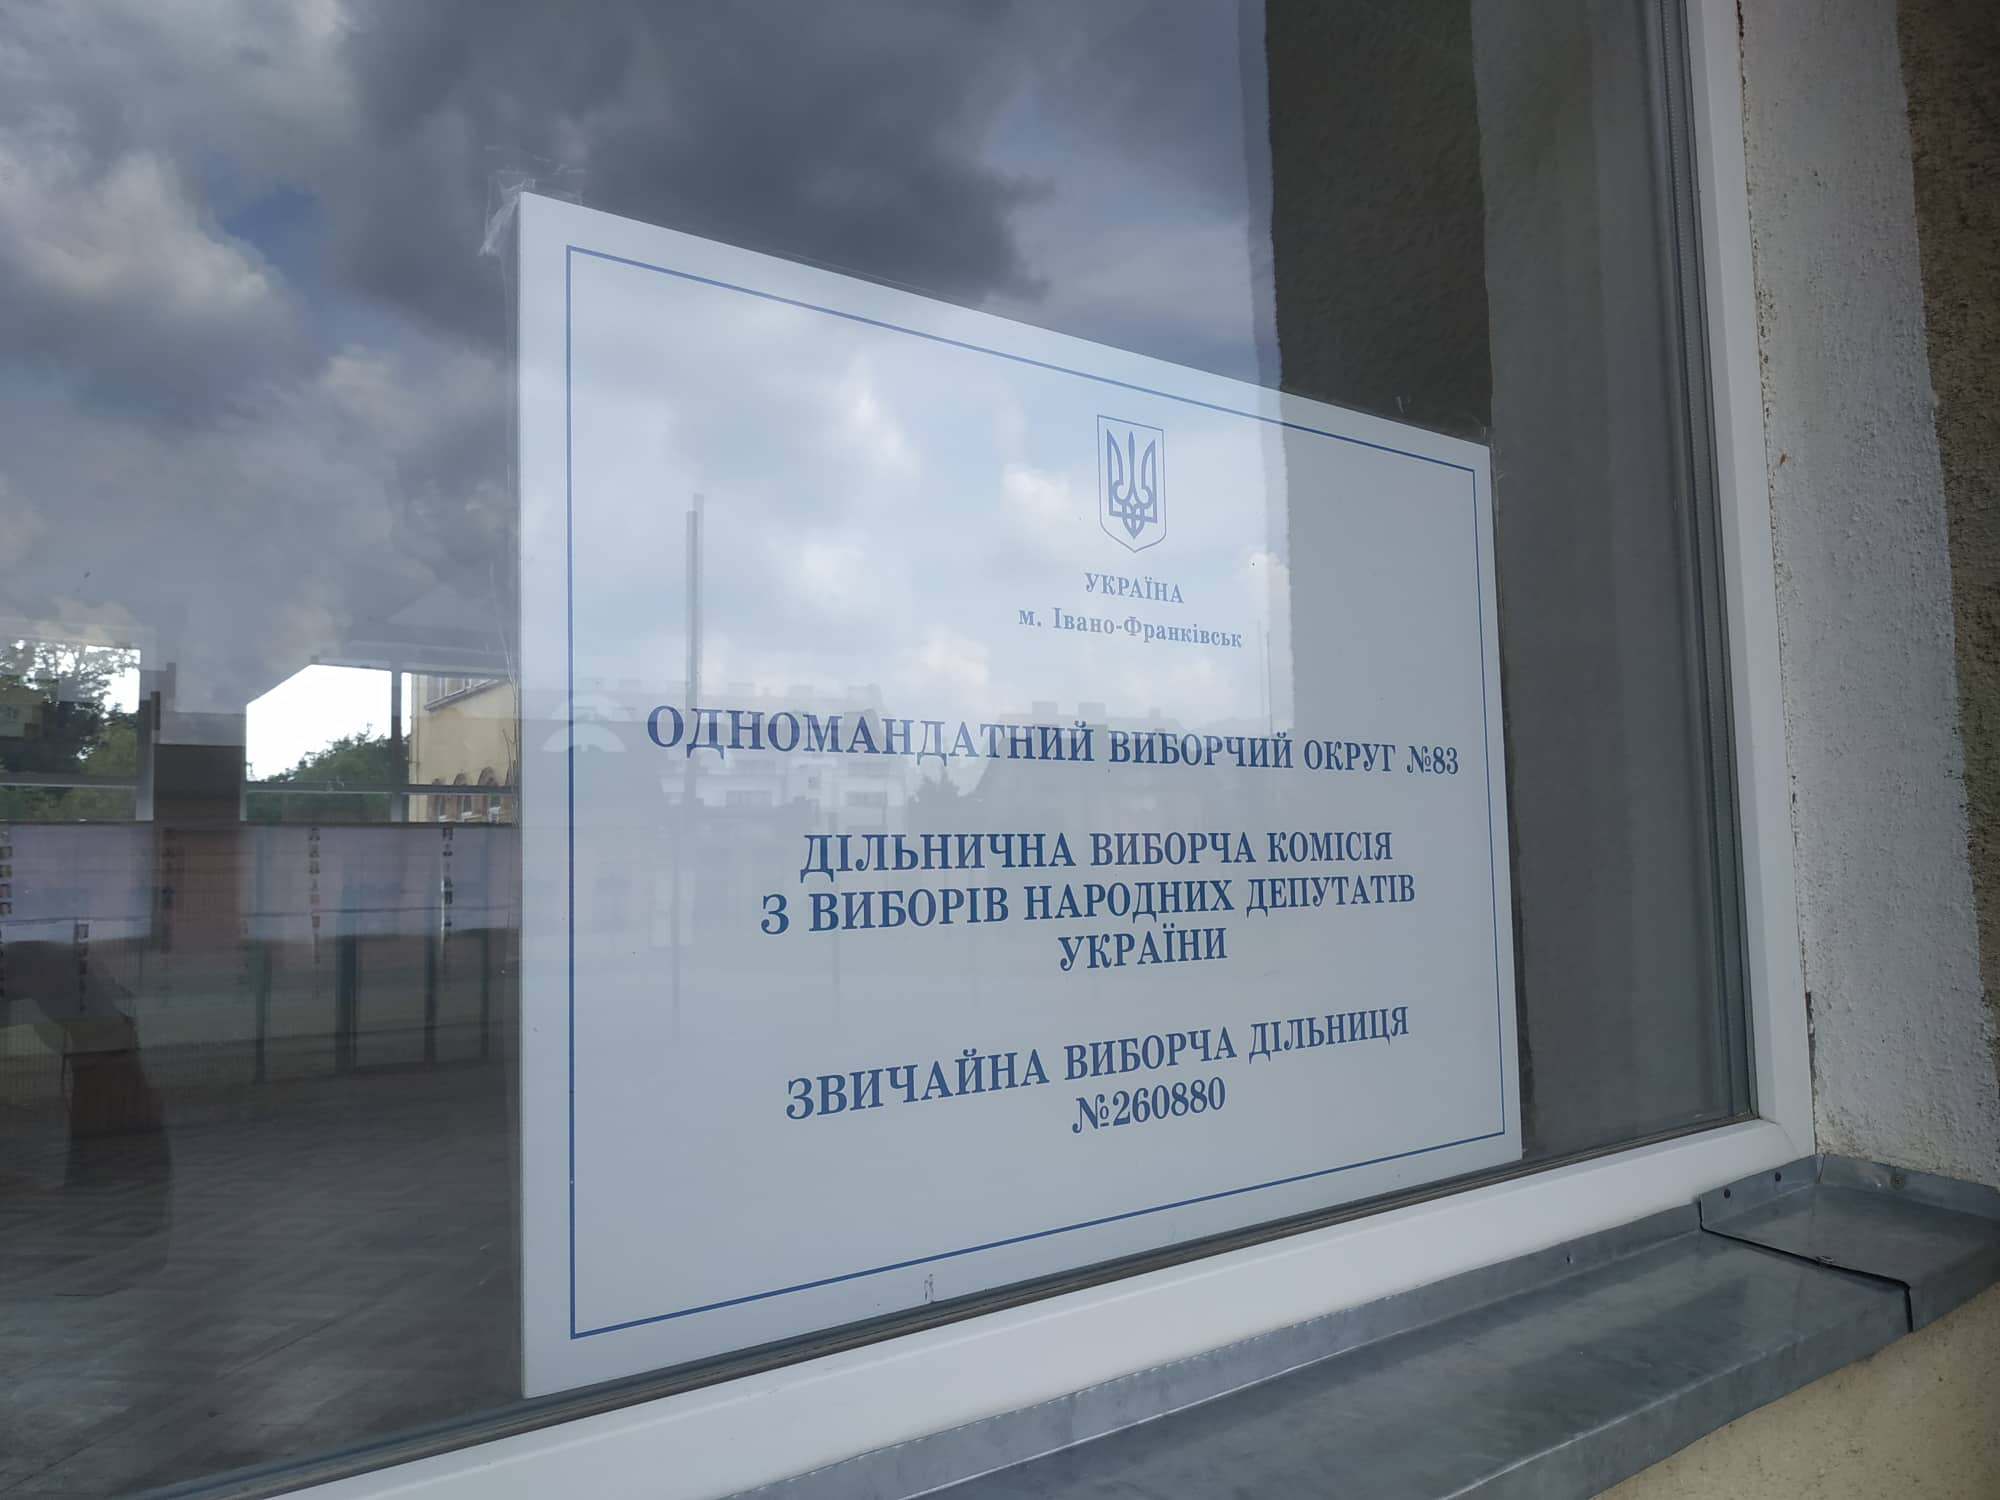 УКРАЇНА
м. Івано-Франківськ
ОДНОМАНДАТНИЙ ВИБОРЧИЙ ОКРУГ №83
ДІЛЬНИЧНА ВИБОРЧА КОМІСІЯ
З ВИБОРІВ НАРОДНИХ ДЕПУТАТІВ
УКРАЇНИ
ЗВИЧАЙНА ВИБОРЧА ДІЛЬНИЦЯ
№260880